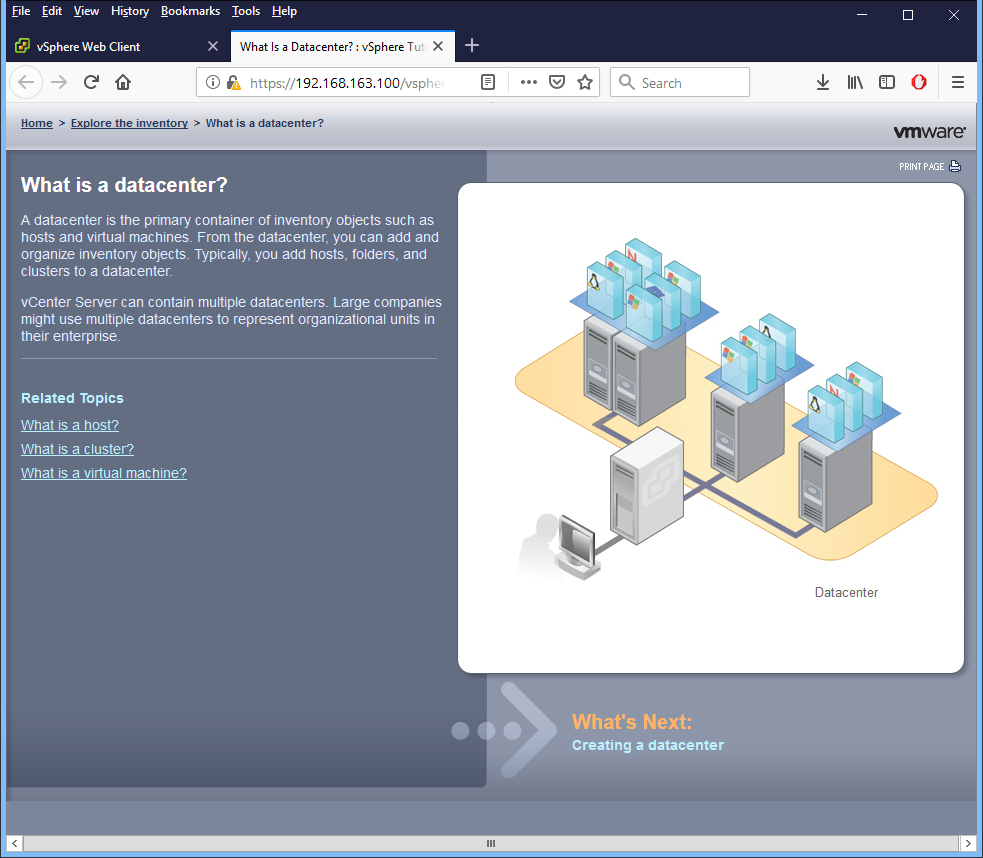 File Edit View History Bookmarks Tools Help
vSphere Web Client
What Is a Datacenter? : vSphere Tut
https://192.168.163.100/vsphe
Search
Home > Explore the inventory > What is a datacenter?
vmware
PRINT PAGE
What is a datacenter?
A datacenter is the primary container of inventory objects such as
hosts and virtual machines. From the datacenter, you can add and
organize inventory objects. Typically, you add hosts, folders, and
clusters to a datacenter.
vCenter Server can contain multiple datacenters. Large companies
might use multiple datacenters to represent organizational units in
their enterprise.
Related Topics
What is a host?
What is a cluster?
What is a virtual machine?
Datacenter
What's Next:
Creating a datacenter